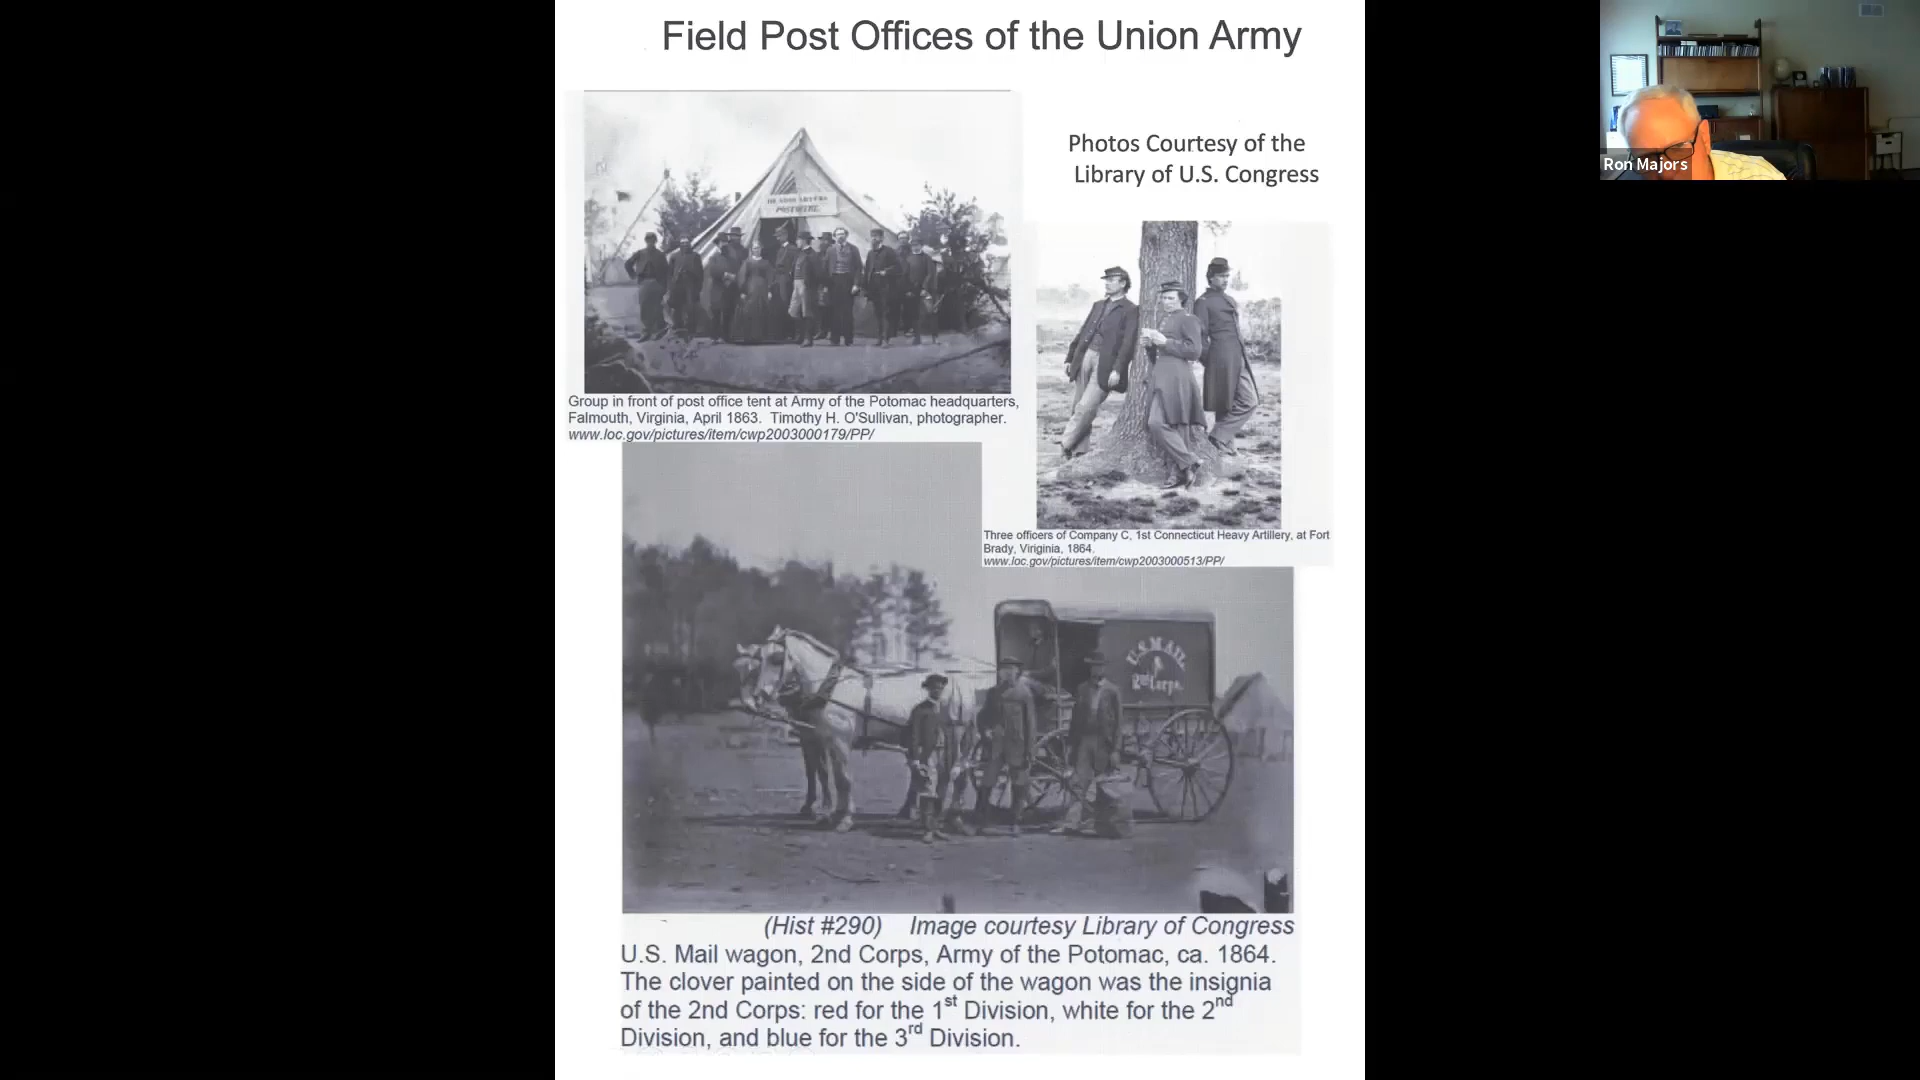 Field Post Offices of the Union Army
Photos Courtesy of the
Library of U.S. Congress
Ron Majors
POST OFFICE.
Group in front of post office tent at Army of the Potomac headquarters,
Falmouth, Virginia, April 1863. Timothy H. O'Sullivan, photographer.
www.loc.gov/pictures/item/cwp2003000179/PP/
Three officers of Company C, 1st Connecticut Heavy Artillery, at Fort
Brady, Viriginia, 1864.
www.loc.gov/pictures/item/cwp2003000513/PP/
U.S. MAIL
2nd Corps.
(Hist #290) Image courtesy Library of Congress
U.S. Mail wagon, 2nd Corps, Army of the Potomac, ca. 1864.
The clover painted on the side of the wagon was the insignia
of the 2nd Corps: red for the 1st Division, white for the 2nd
Division, and blue for the 3rd Division.